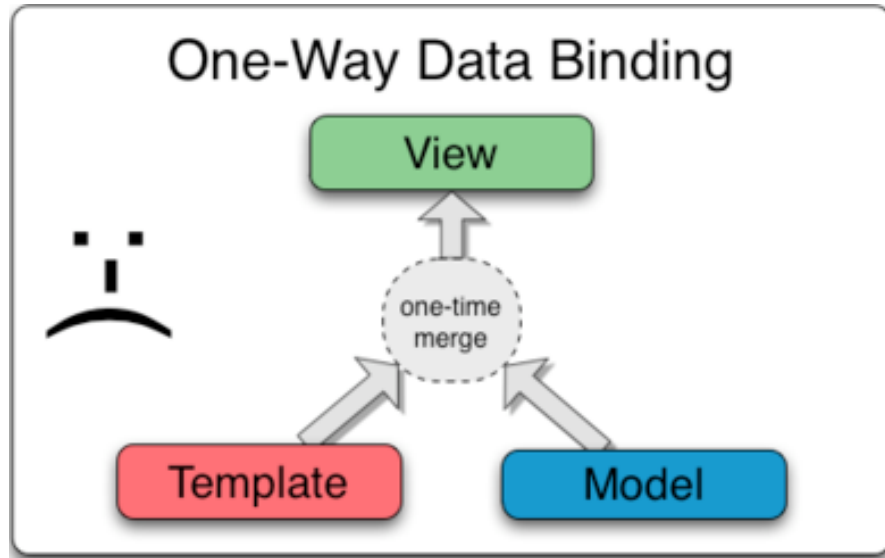 One-Way Data Binding
View
one-time
merge
Template
Model